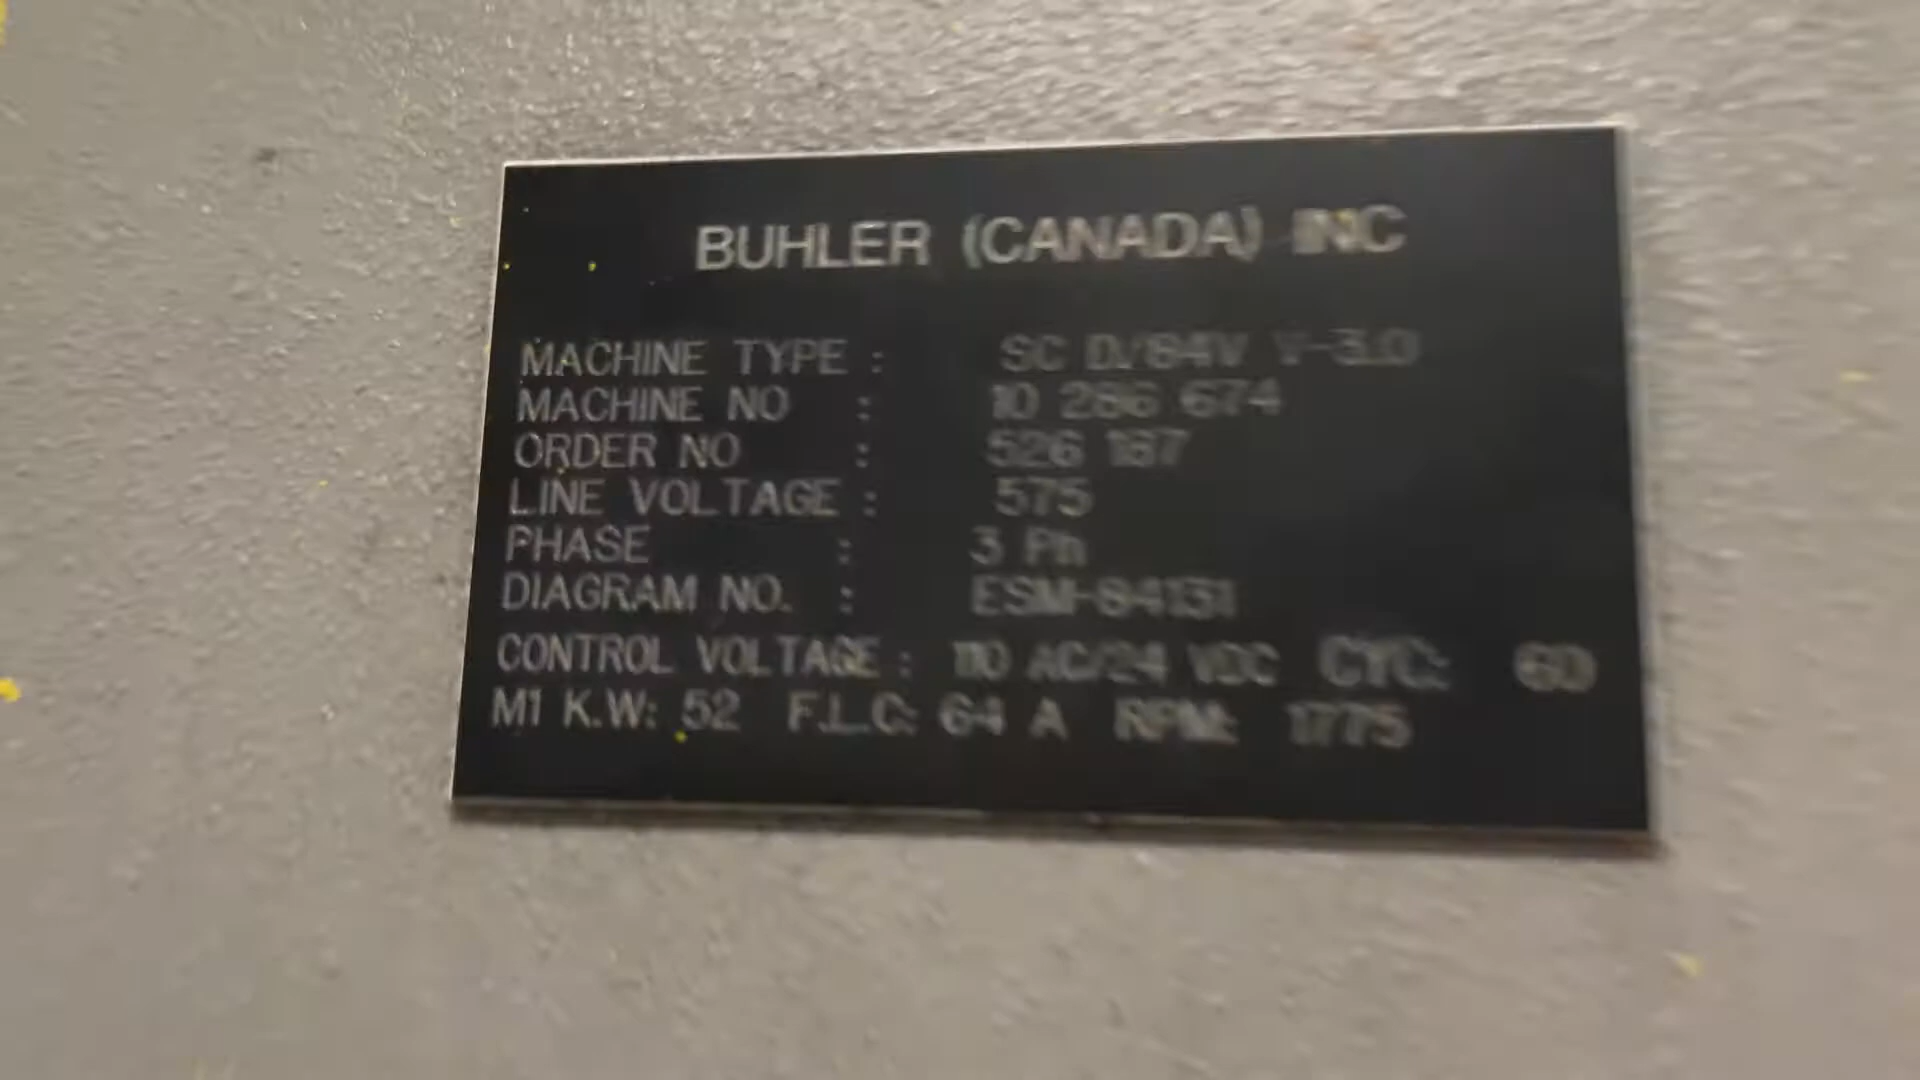 BUHLER (CANADA) INC
MACHINE TYPE : SC D/84V V-3.0
MACHINE NO : 10 286 674
ORDER NO : 526 187
LINE VOLTAGE : 575
PHASE : 3 Ph
DIAGRAM NO. : ESM-84131
CONTROL VOLTAGE : 110 AC/24 VDC CYC: 60
M1 K.W: 52 F.L.C: 64 A RPM: 1775